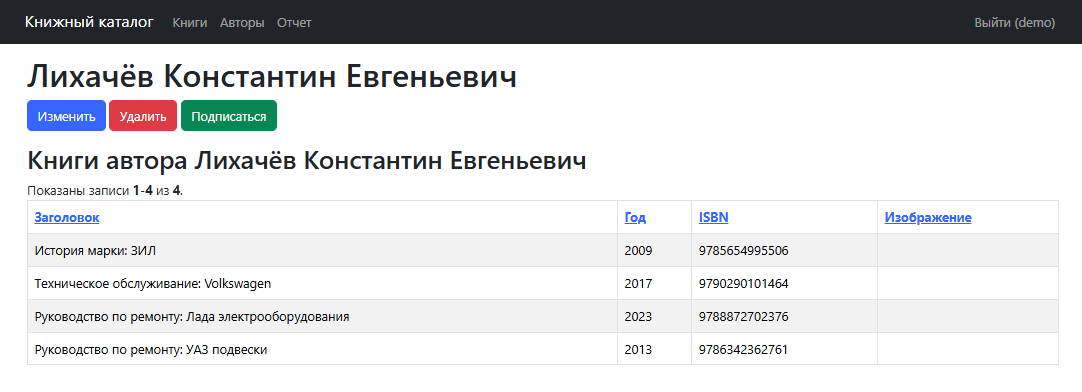 Книжный каталог Книги Авторы Отчет Выйти (demo)
Лихачёв Константин Евгеньевич
Изменить Удалить Подписаться
Книги автора Лихачёв Константин Евгеньевич
Показаны записи 1-4 из 4.
Заголовок Год ISBN Изображение
История марки: ЗИЛ 2009 9785654995506
Техническое обслуживание: Volkswagen 2017 9790290101464
Руководство по ремонту: Лада электрооборудования 2023 9788872702376
Руководство по ремонту: УАЗ подвески 2013 9786342362761